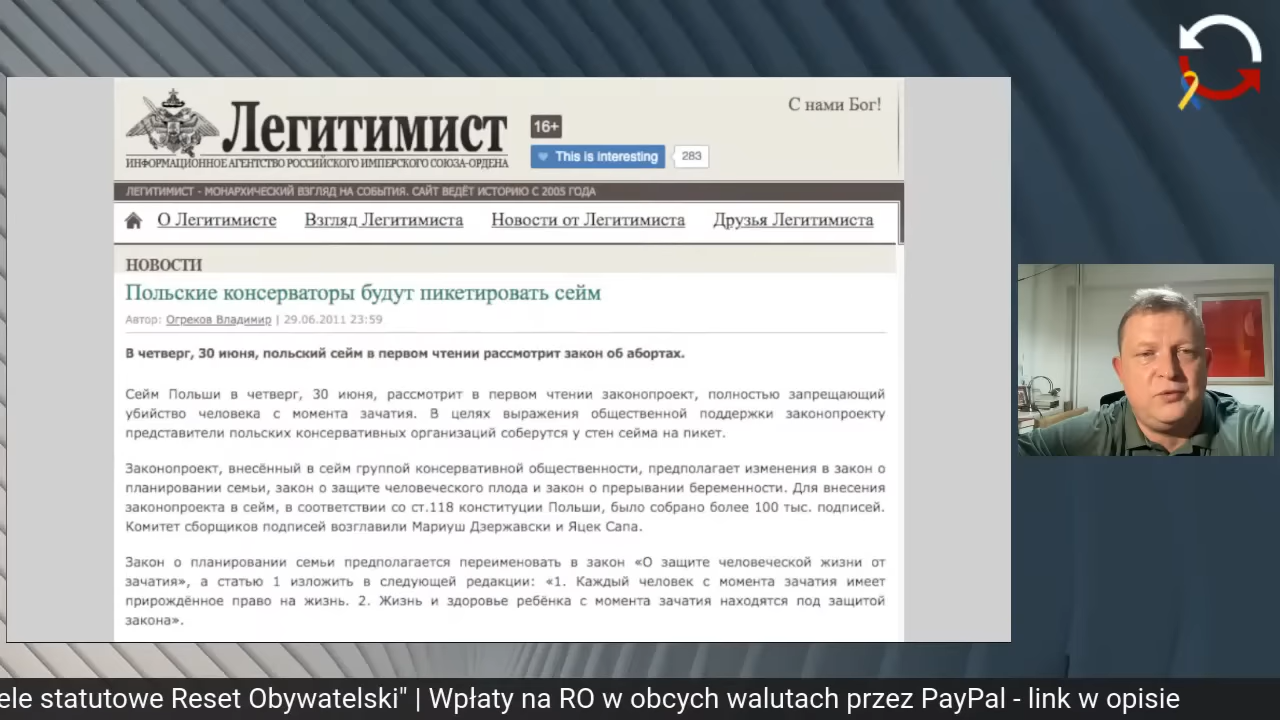 С нами Бог!
Легитимист
16+
ИНФОРМАЦИОННОЕ АГЕНТСТВО РОССИЙСКОГО ИМПЕРСКОГО СОЮЗА-ОРДЕНА
This is interesting
283
ЛЕГИТИМИСТ - МОНАРХИЧЕСКИЙ ВЗГЛЯД НА СОБЫТИЯ. САЙТ ВЕДЁТ ИСТОРИЮ С 2005 ГОДА
О Легитимисте Взгляд Легитимиста Новости от Легитимиста Друзья Легитимиста
НОВОСТИ
Польские консерваторы будут пикетировать сейм
Автор: Огреков Владимир | 29.06.2011 23:59
В четверг, 30 июня, польский сейм в первом чтении рассмотрит закон об абортах.
Сейм Польши в четверг, 30 июня, рассмотрит в первом чтении законопроект, полностью запрещающий
убийство человека с момента зачатия. В целях выражения общественной поддержки законопроекту
представители польских консервативных организаций соберутся у стен сейма на пикет.
Законопроект, внесённый в сейм группой консервативной общественности, предполагает изменения в закон о
планировании семьи, закон о защите человеческого плода и закон о прерывании беременности. Для внесения
законопроекта в сейм, в соответствии со ст.118 конституции Польши, было собрано более 100 тыс. подписей.
Комитет сборщиков подписей возглавили Мариуш Дзержавски и Яцек Сапа.
Закон о планировании семьи предполагается переименовать в закон «О защите человеческой жизни от
зачатия», а статью 1 изложить в следующей редакции: «1. Каждый человек с момента зачатия имеет
прирождённое право на жизнь. 2. Жизнь и здоровье ребёнка с момента зачатия находятся под защитой
закона».
ele statutowe Reset Obywatelski" | Wpłaty na RO w obcych walutach przez PayPal - link w opisie